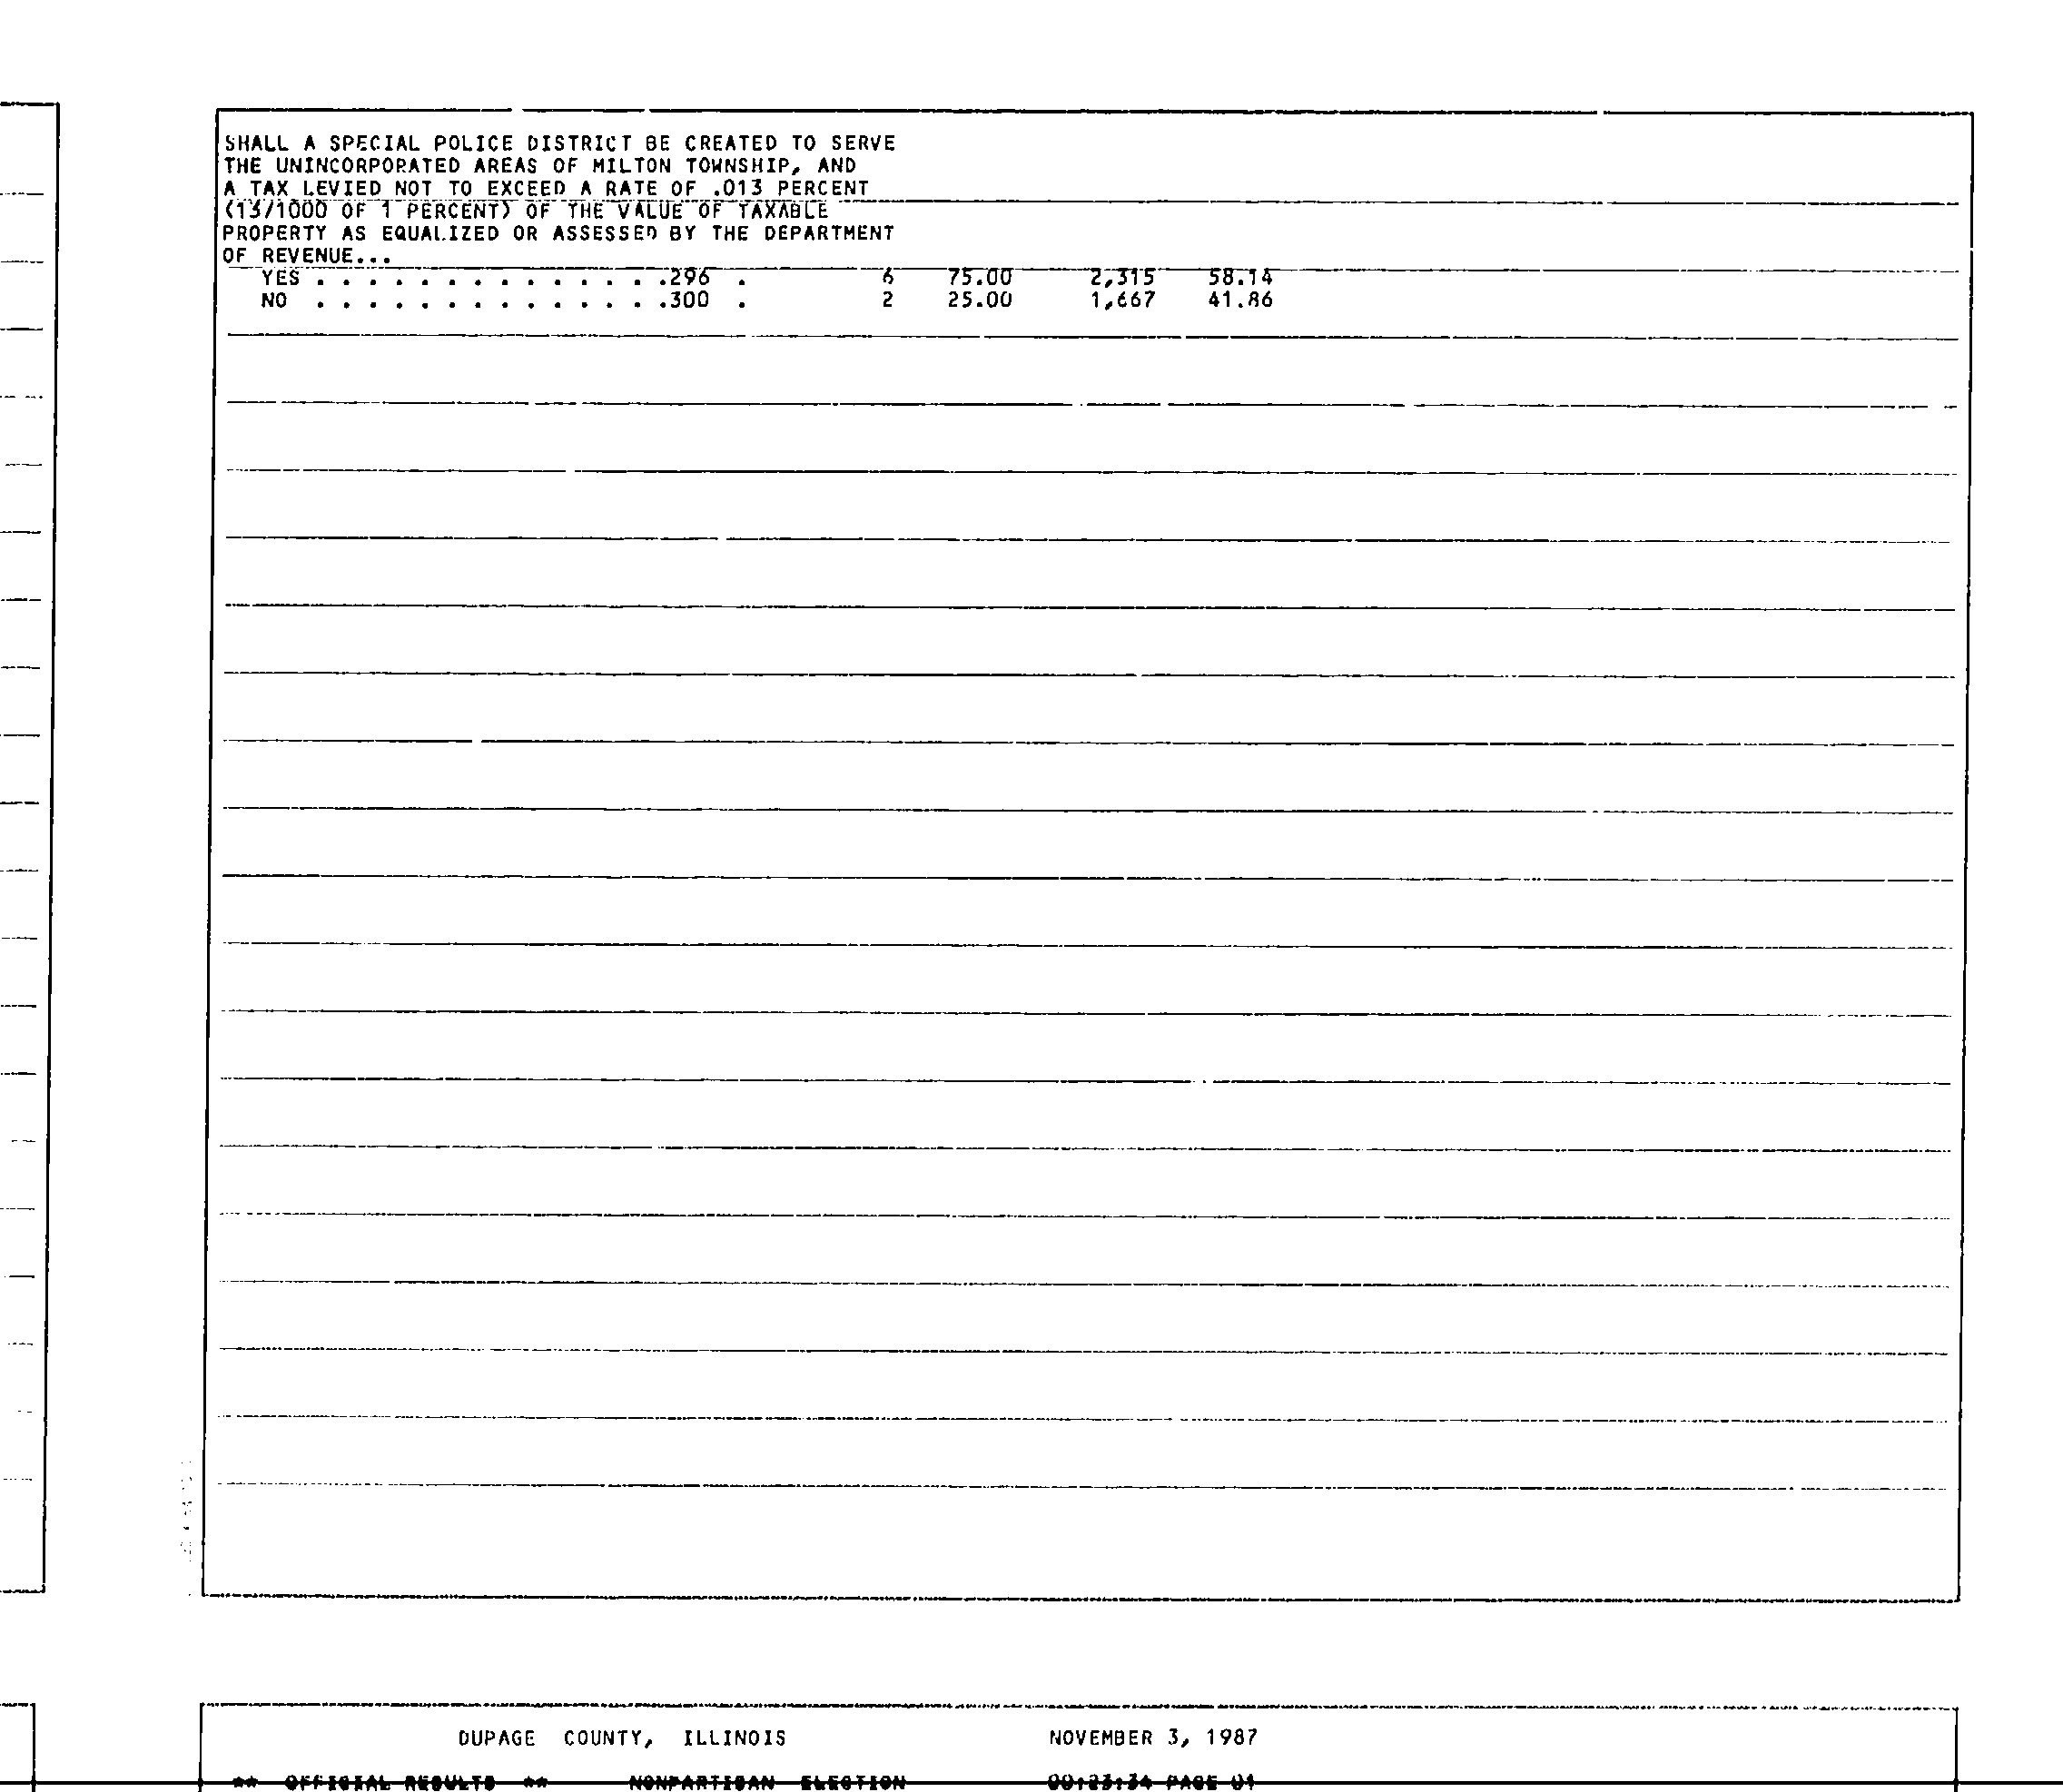 SHALL A SPECIAL POLICE DISTRICT BE CREATED TO SERVE
THE UNINCORPORATED AREAS OF MILTON TOWNSHIP, AND
A TAX LEVIED NOT TO EXCEED A RATE OF .013 PERCENT
(13/1000 OF 1 PERCENT) OF THE VALUE OF TAXABLE
PROPERTY AS EQUALIZED OR ASSESSED BY THE DEPARTMENT
OF REVENUE...
YES . . . . . . . . . . . . . .296 . 6 75.00 2,315 58.14
NO . . . . . . . . . . . . . .300 . 2 25.00 1,667 41.86
DUPAGE COUNTY, ILLINOIS NOVEMBER 3, 1987
** OFFICIAL RESULTS ** NONPARTISAN ELECTION 00:23:34 PAGE 01